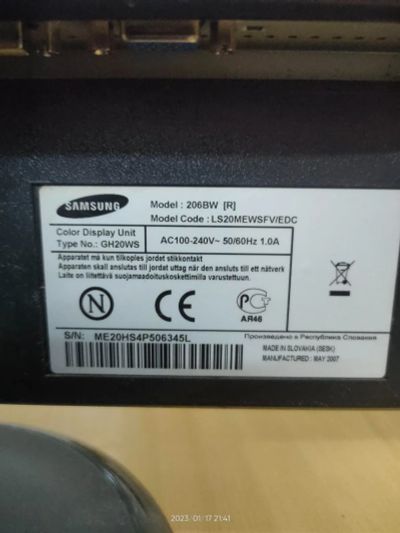 SAMSUNG
Model : 206BW [R]
Model Code : LS20MEWSFV/EDC
Color Display Unit
Type No.: GH20WS
AC100-240V~ 50/60Hz 1.0A
Apparatet må kun tilkoples jordet stikkontakt
Apparaten skall anslutas till jordat uttag når den ansluts till ett nätverk
Laite on liitettävä suojamaadoituskoskettimilla varustettuun.
N
CE
PCT
AR46
S/N: ME20HS4P506345L
Произведено в Республика Словакия
MADE IN SLOVAKIA (SESK)
MANUFACTURED : MAY 2007
2023-01-17 21:41